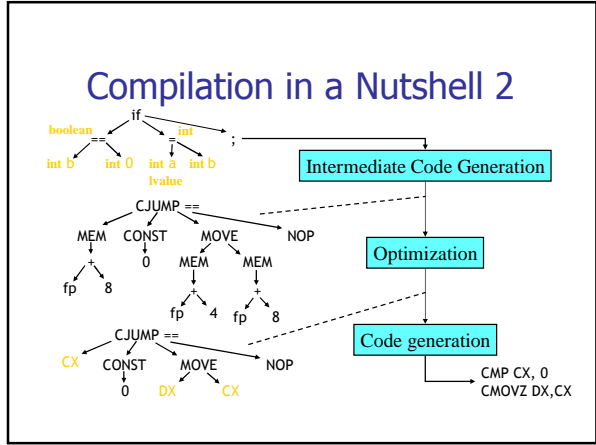 Compilation in a Nutshell 2
if
boolean int
== = ;
int b int 0 int a int b
lvalue
Intermediate Code Generation
CJUMP ==
MEM CONST MOVE NOP
+ 0 MEM MEM
fp 8 + +
fp 4 fp 8
Optimization
CJUMP ==
CX CONST MOVE NOP
0 DX CX
Code generation
CMP CX, 0
CMOVZ DX,CX